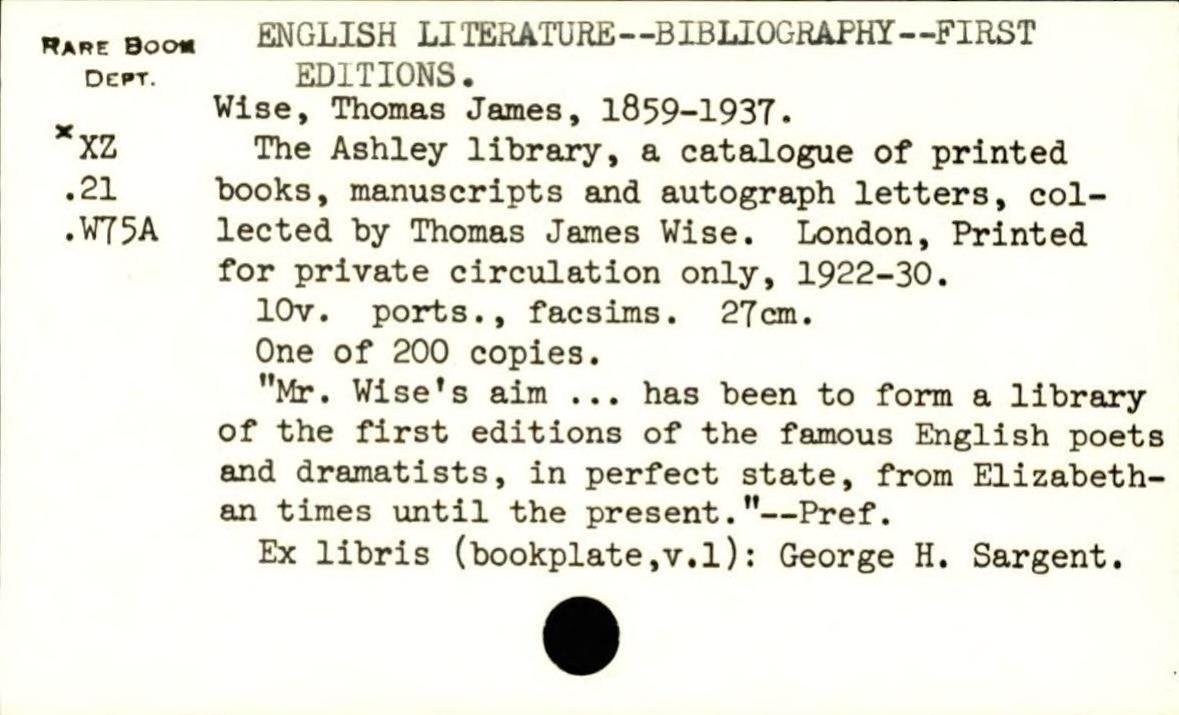 RARE BOOK
DEPT.
ENGLISH LITERATURE--BIBLIOGRAPHY--FIRST
EDITIONS.
Wise, Thomas James, 1859-1937.
*XZ
.21
.W75A
The Ashley library, a catalogue of printed
books, manuscripts and autograph letters, col-
lected by Thomas James Wise. London, Printed
for private circulation only, 1922-30.
10v. ports., facsims. 27cm.
One of 200 copies.
"Mr. Wise's aim ... has been to form a library
of the first editions of the famous English poets
and dramatists, in perfect state, from Elizabeth-
an times until the present."--Pref.
Ex libris (bookplate,v.1): George H. Sargent.